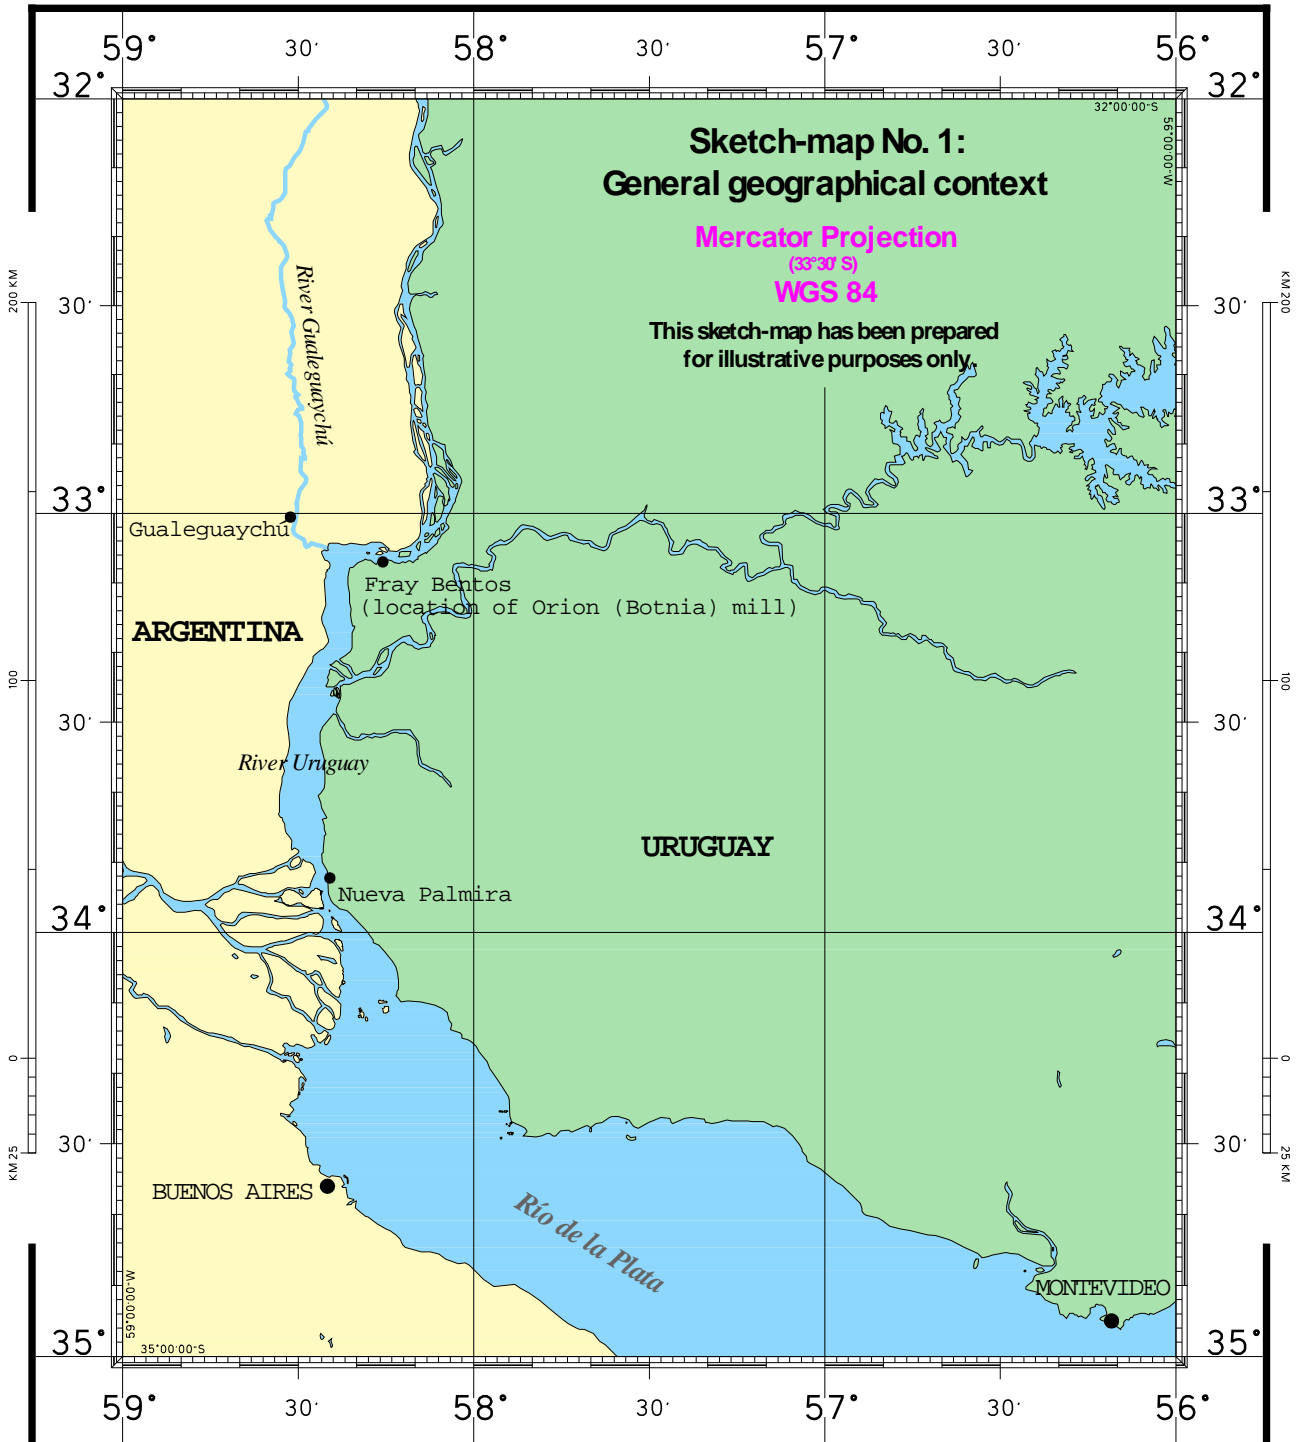 59° 30′ 58° 30′ 57° 30′ 56°
32° 32°
32°00'00"S
56°00'00"W
Sketch-map No. 1:
General geographical context
Mercator Projection
(33°30' S)
WGS 84
This sketch-map has been prepared
for illustrative purposes only.
200 KM
KM 200
30′ 30′
River Gualeguaychú
33° 33°
Gualeguaychú
Fray Bentos
(location of Orion (Botnia) mill)
ARGENTINA
100 100
30′ 30′
River Uruguay
URUGUAY
Nueva Palmira
34° 34°
0 0
30′ 30′
KM 25
25 KM
BUENOS AIRES
Río de la Plata
MONTEVIDEO
59°00'00"W
35°00'00"S
35° 35°
59° 30′ 58° 30′ 57° 30′ 56°